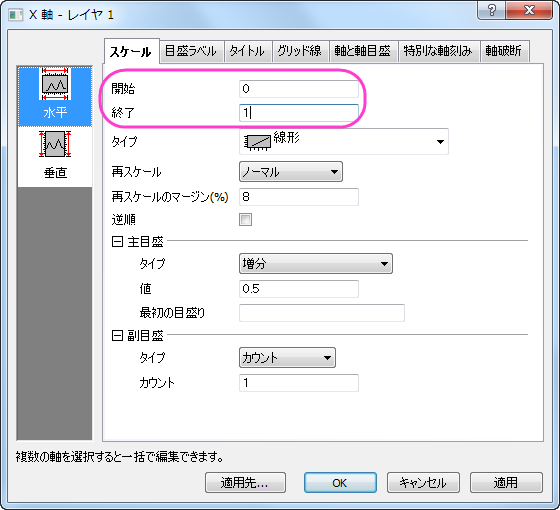 X 軸 - レイヤ 1
スケール 目盛ラベル タイトル グリッド線 軸と軸目盛 特別な軸刻み 軸破断
水平
垂直
開始 0
終了 1
タイプ 線形
再スケール ノーマル
再スケールのマージン(%) 8
逆順
主目盛
タイプ 増分
値 0.5
最初の目盛り
副目盛
タイプ カウント
カウント 1
複数の軸を選択すると一括で編集できます。
適用先... OK キャンセル 適用